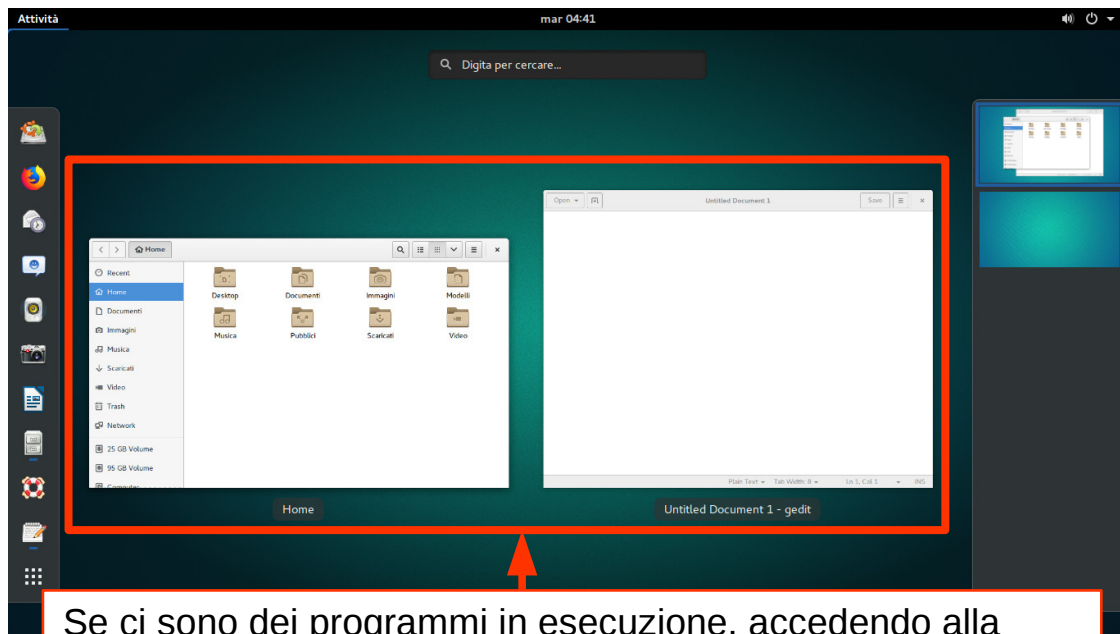 Attività
mar 04:41
Digita per cercare...
Home
Recent
Home
Documenti
Immagini
Musica
Scaricati
Video
Trash
Network
25 GB Volume
95 GB Volume
Computer
Desktop Documenti Immagini Modelli
Musica Pubblici Scaricati Video
Home
Open Untitled Document 1 Save
Plain Text Tab Width: 8 Ln 1, Col 1 INS
Untitled Document 1 - gedit
Se ci sono dei programmi in esecuzione, accedendo alla